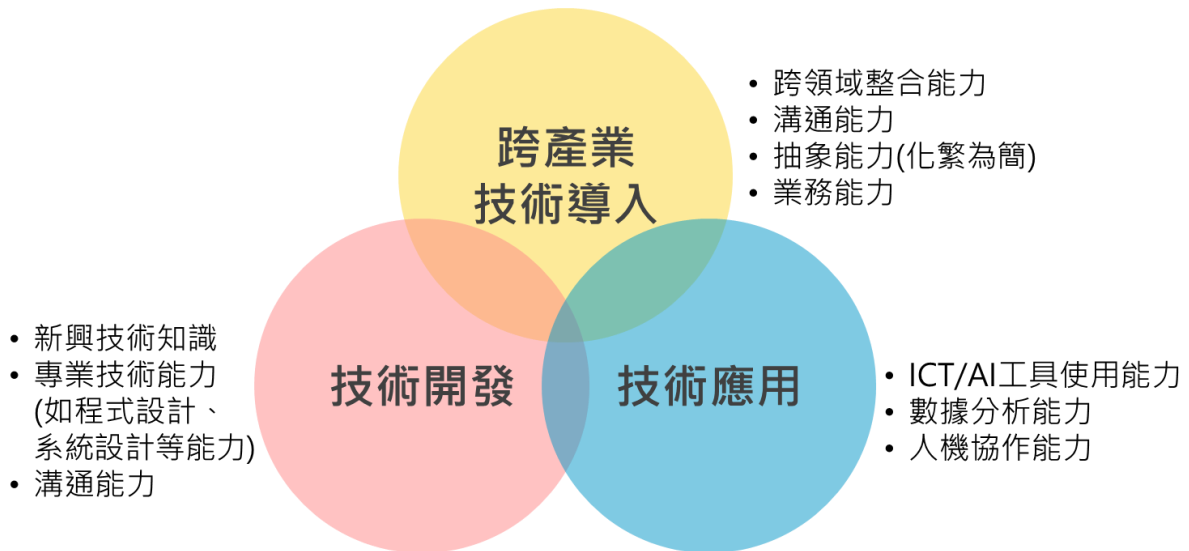 跨產業
技術導入
• 跨領域整合能力
• 溝通能力
• 抽象能力(化繁為簡)
• 業務能力
技術開發
• 新興技術知識
• 專業技術能力
(如程式設計、
系統設計等能力)
• 溝通能力
技術應用
• ICT/AI工具使用能力
• 數據分析能力
• 人機協作能力